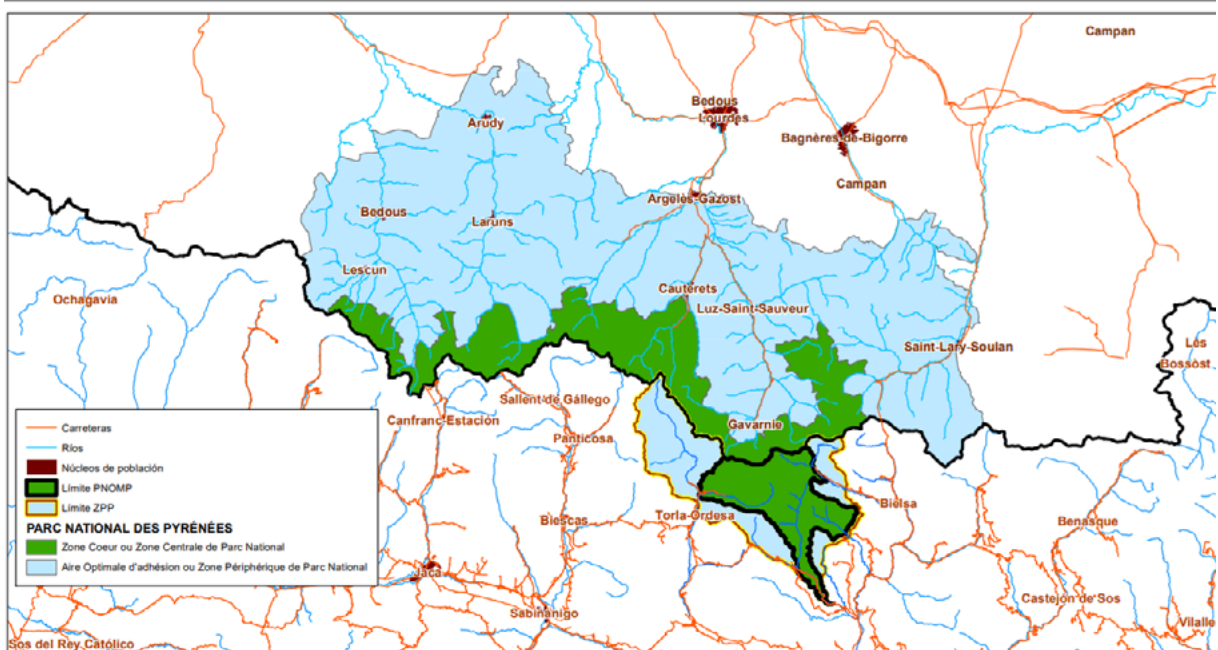 Campan
Bedous
Lourdes
Arudy
Bagnères-de-Bigorre
Campan
Argelès-Gazost
Bedous
Laruns
Lescun
Ochagavia
Cauterets
Luz-Saint-Sauveur
Saint-Lary-Soulan
Les
Bossòst
Sallent de Gállego
Canfranc-Estación
Gavarnie
Panticosa
Carreteras
Ríos
Núcleos de población
Límite PNOMP
Límite ZPP
PARC NATIONAL DES PYRÉNÉES
Zone Coeur ou Zone Centrale de Parc National
Aire Optimale d'adhésion ou Zone Périphérique de Parc National
Bielsa
Torla-Ordesa
Biescas
Benasque
Jaca
Castejón de Sos
Sabiñánigo
Vilalle
Sos del Rey Católico